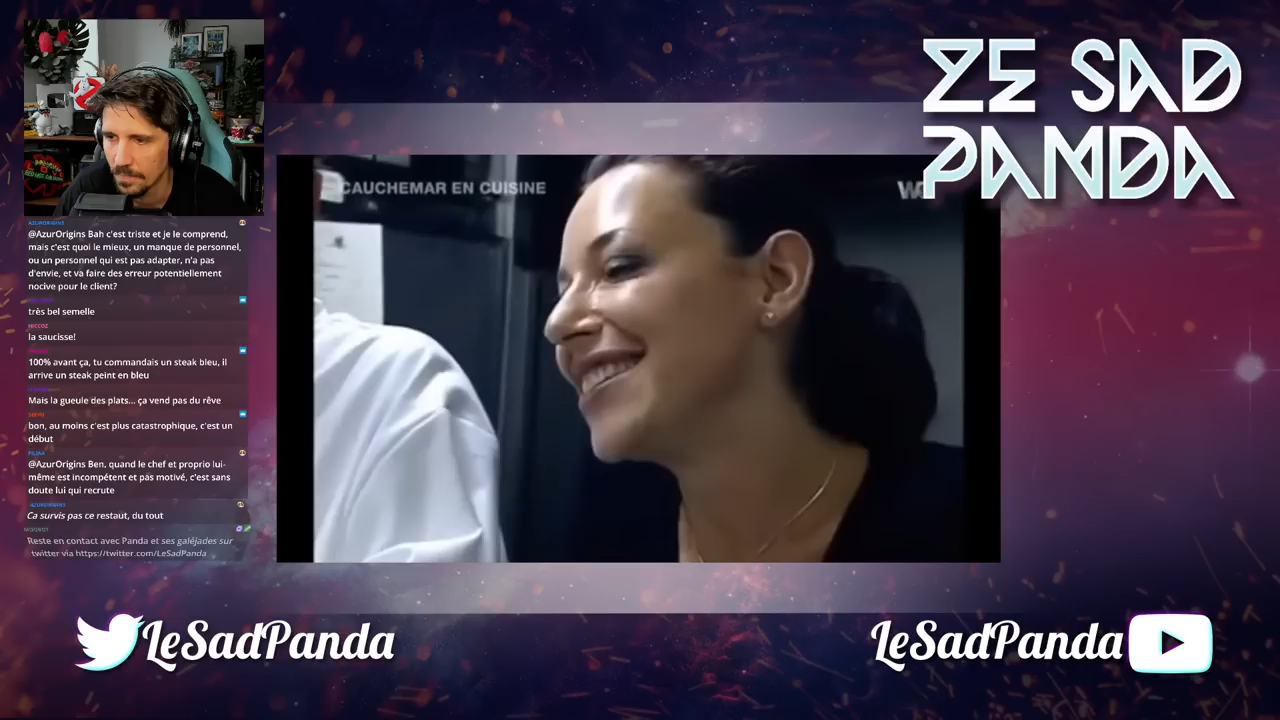 ZE SAD
PANDA
CAUCHEMAR EN CUISINE
W
@AzurOrigins Bah c'est triste et je le comprend,
mais c'est quoi le mieux, un manque de personnel,
ou un personnel qui est pas adapter, n'a pas
d'envie, et va faire des erreur potentiellement
nocive pour le client?
très bel semelle
la saucisse!
100% avant ça, tu commandais un steak bleu, il
arrive un steak peint en bleu
Mais la gueule des plats... ça vend pas du rêve
bon, au moins c'est plus catastrophique, c'est un
début
@AzurOrigins Ben, quand le chef et proprio lui-
même est incompétent et pas motivé, c'est sans
doute lui qui recrute
Ca survis pas ce restaut, du tout
Reste en contact avec Panda et ses galéjades sur
twitter via https://twitter.com/LeSadPanda
LeSadPanda
LeSadPanda